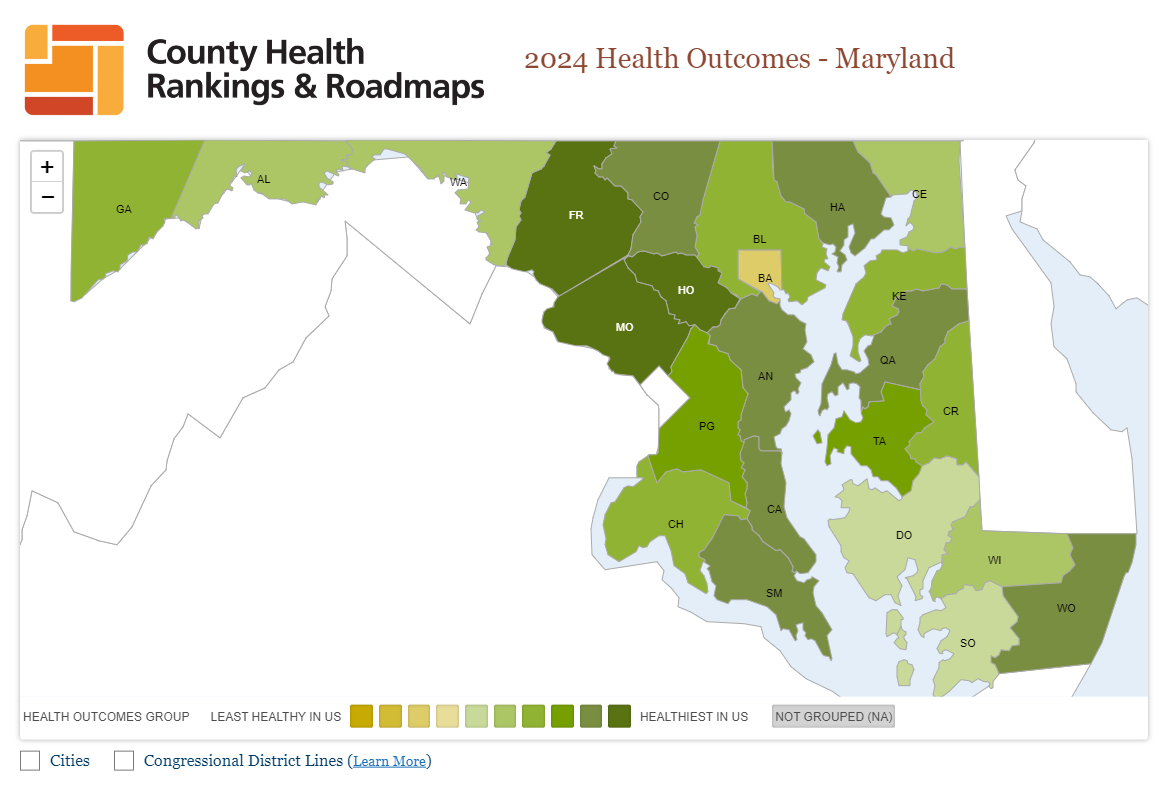 County Health
Rankings & Roadmaps
2024 Health Outcomes - Maryland
+
−
GA
AL
WA
FR
CO
BL
HA
CE
BA
HO
KE
MO
QA
AN
CR
PG
TA
CA
CH
DO
WI
SM
WO
SO
HEALTH OUTCOMES GROUP LEAST HEALTHY IN US HEALTHIEST IN US NOT GROUPED (NA)
Cities Congressional District Lines (Learn More)